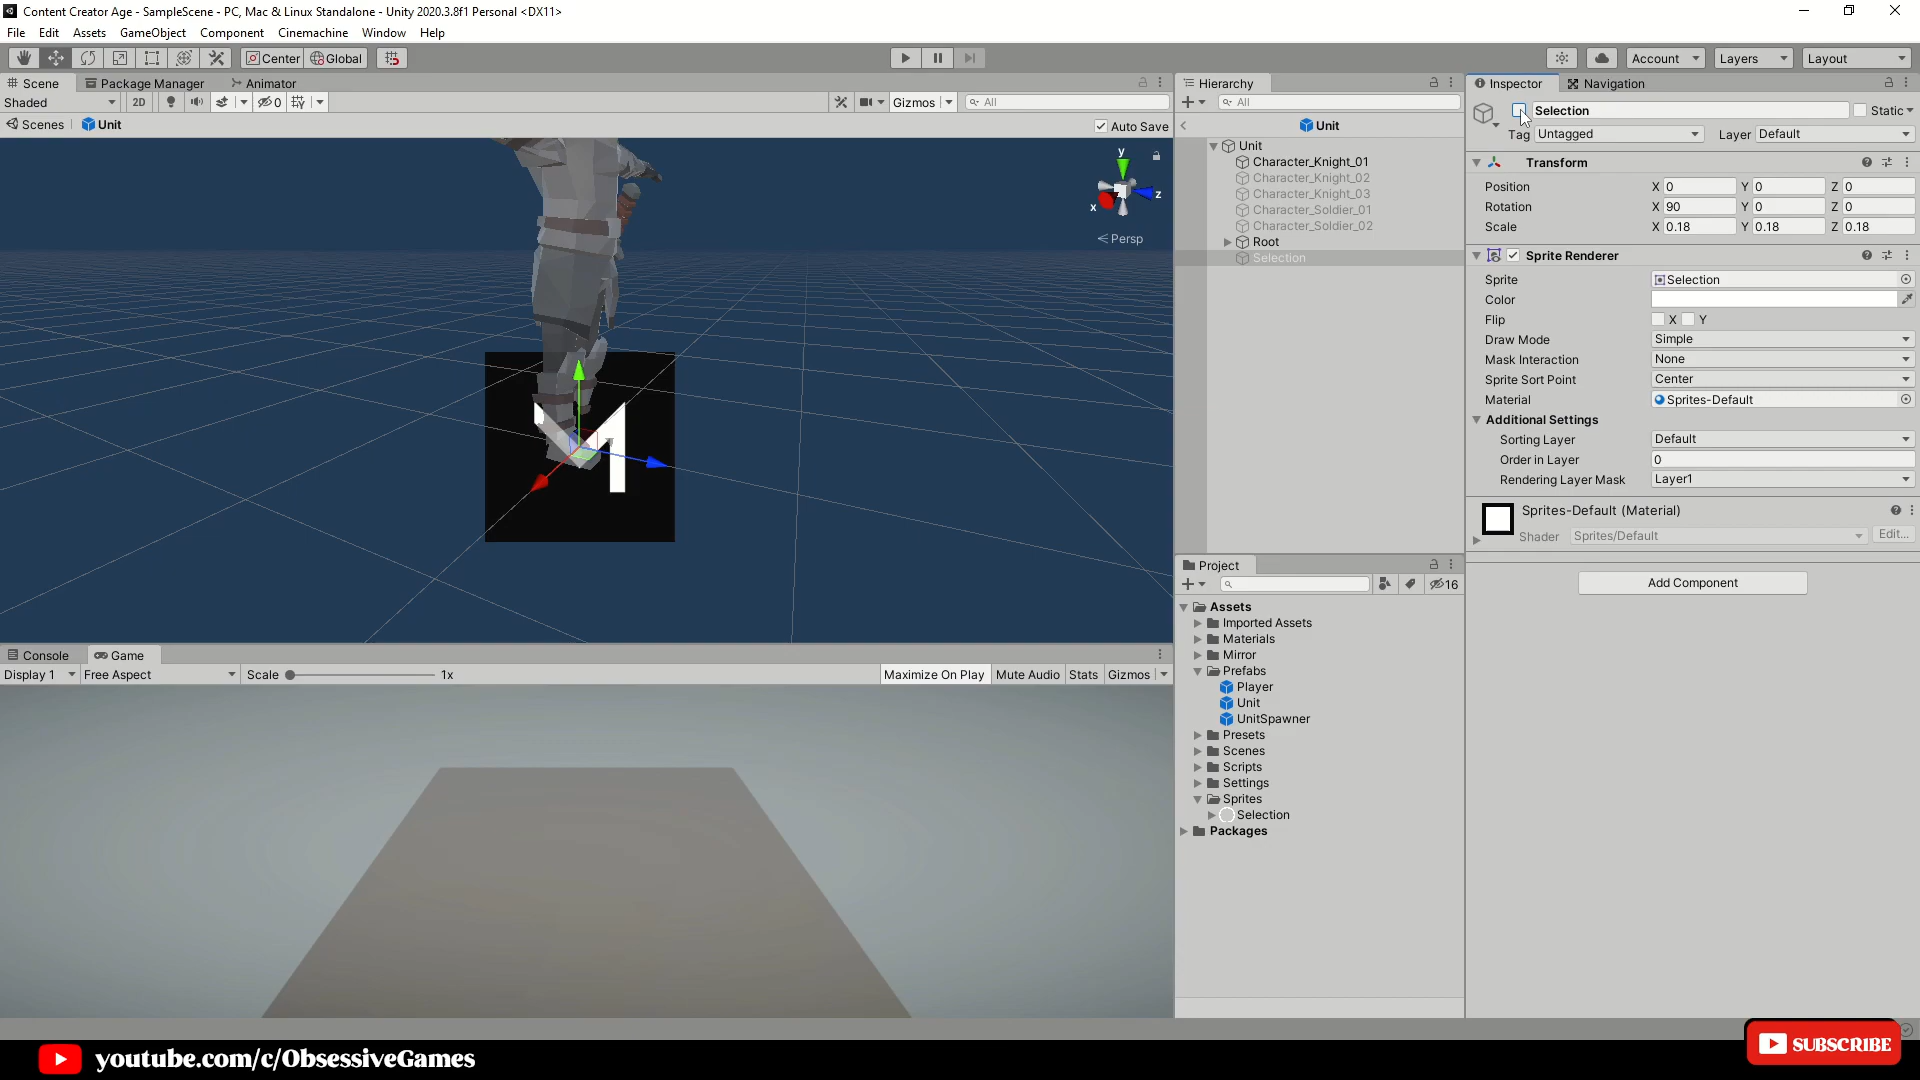 Content Creator Age - SampleScene - PC, Mac & Linux Standalone - Unity 2020.3.8f1 Personal <DX11>
File Edit Assets GameObject Component Cinemachine Window Help
Center Global Account Layers Layout
Scene Package Manager Animator
Shaded 2D 0 Gizmos All
Scenes Unit Auto Save
y
x
z
Persp
Console Game
Display 1 Free Aspect Scale 1x Maximize On Play Mute Audio Stats Gizmos
Hierarchy
All
Unit
Unit
Character_Knight_01
Character_Knight_02
Character_Knight_03
Character_Soldier_01
Character_Soldier_02
Root
Selection
Project
16
Assets
Imported Assets
Materials
Mirror
Prefabs
Player
Unit
UnitSpawner
Presets
Scenes
Scripts
Settings
Sprites
Selection
Packages
Inspector Navigation
Selection Static
Tag Untagged Layer Default
Transform
Position X 0 Y 0 Z 0
Rotation X 90 Y 0 Z 0
Scale X 0.18 Y 0.18 Z 0.18
Sprite Renderer
Sprite Selection
Color
Flip X Y
Draw Mode Simple
Mask Interaction None
Sprite Sort Point Center
Material Sprites-Default
Additional Settings
Sorting Layer Default
Order in Layer 0
Rendering Layer Mask Layer1
Sprites-Default (Material)
Shader Sprites/Default Edit...
Add Component
youtube.com/c/ObsessiveGames
SUBSCRIBE